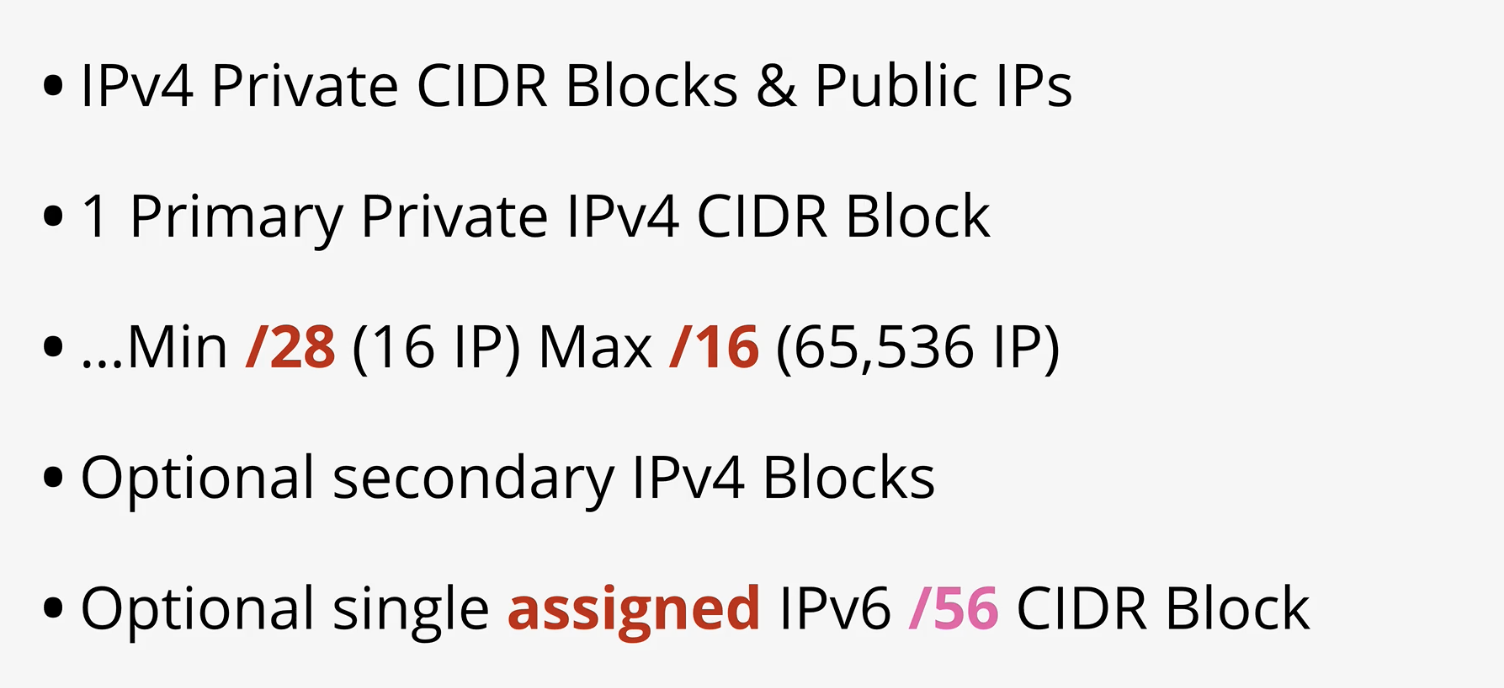 • IPv4 Private CIDR Blocks & Public IPs
• 1 Primary Private IPv4 CIDR Block
• ...Min /28 (16 IP) Max /16 (65,536 IP)
• Optional secondary IPv4 Blocks
• Optional single assigned IPv6 /56 CIDR Block